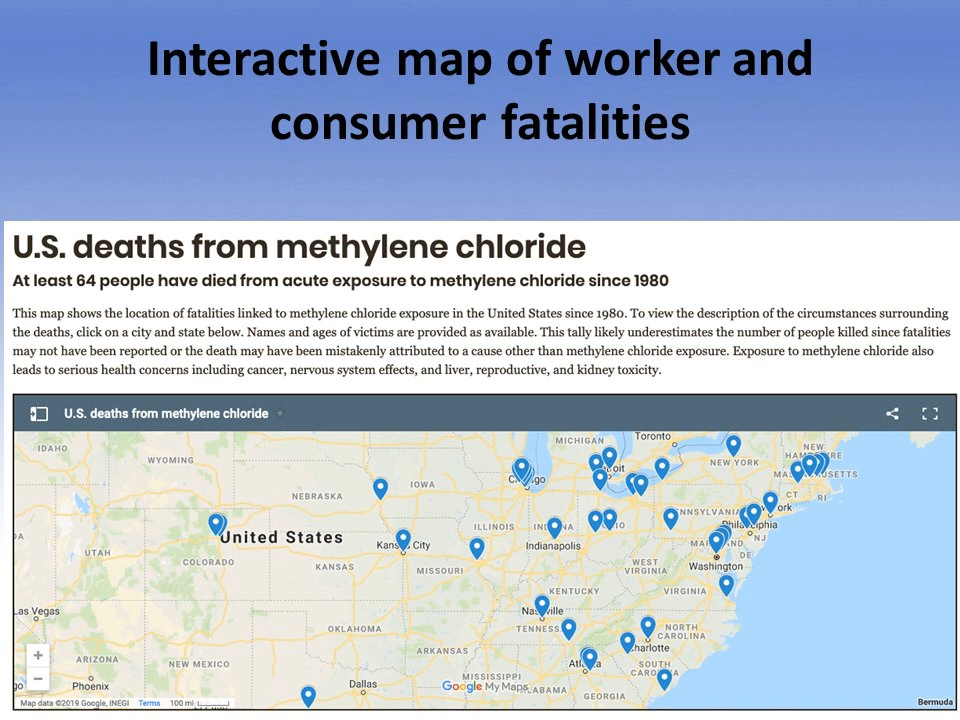 Interactive map of worker and
consumer fatalities
U.S. deaths from methylene chloride
At least 64 people have died from acute exposure to methylene chloride since 1980
This map shows the location of fatalities linked to methylene chloride exposure in the United States since 1980. To view the description of the circumstances surrounding
the deaths, click on a city and state below. Names and ages of victims are provided as available. This tally likely underestimates the number of people killed since fatalities
may not have been reported or the death may have been mistakenly attributed to a cause other than methylene chloride exposure. Exposure to methylene chloride also
leads to serious health concerns including cancer, nervous system effects, and liver, reproductive, and kidney toxicity.
U.S. deaths from methylene chloride
IDAHO
WYOMING
MICHIGAN
Toronto
NEW YORK
NEW
NEBRASKA
IOWA
CT
RI
United States
ILLINOIS
INDIANA
Indianapolis
Philadelphia
NJ
UTAH
COLORADO
KANSAS
Kansas City
MISSOURI
WEST
VIRGINIA
DE
Washington
VIRGINIA
KENTUCKY
Las Vegas
OKLAHOMA
Nashville
NORTH
CAROLINA
ARKANSAS
ARIZONA
NEW MEXICO
SOUTH
Phoenix
Dallas
MISSISSIPPI
GEORGIA
+
−
Google My Maps
Map data ©2019 Google, INEGI Terms 100 mi
Bermuda